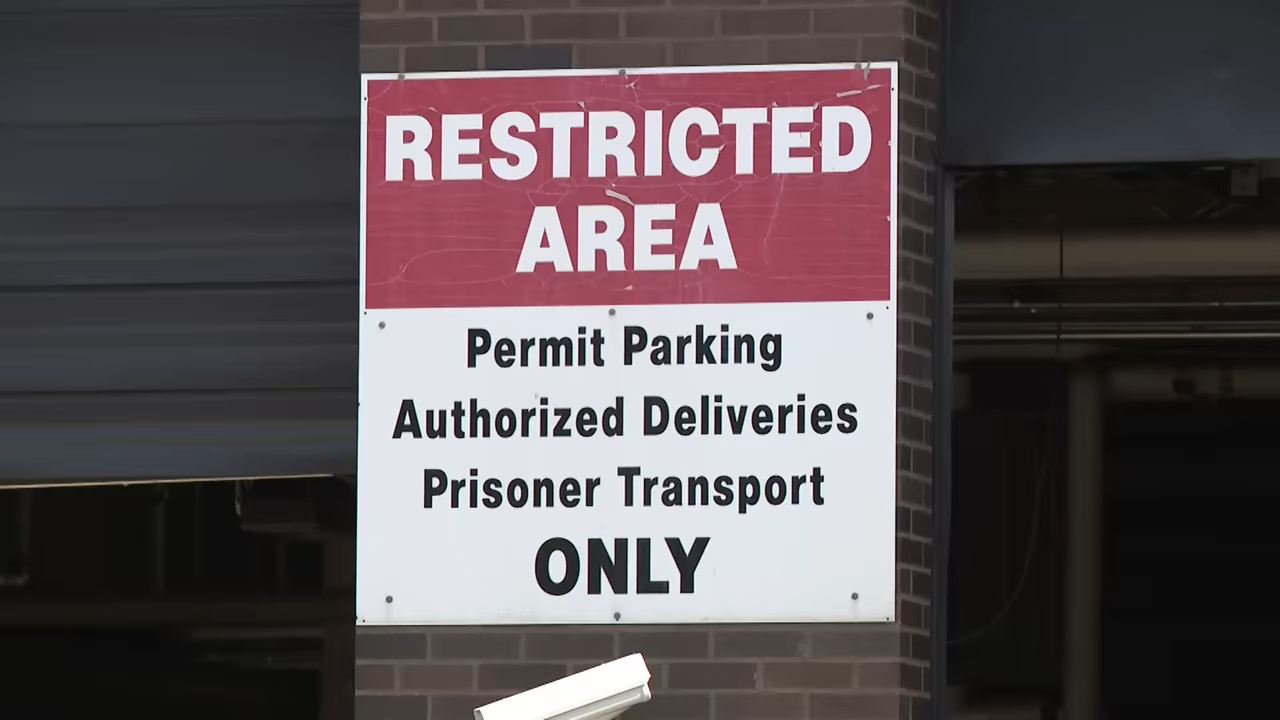 RESTRICTED
AREA
Permit Parking
Authorized Deliveries
Prisoner Transport
ONLY